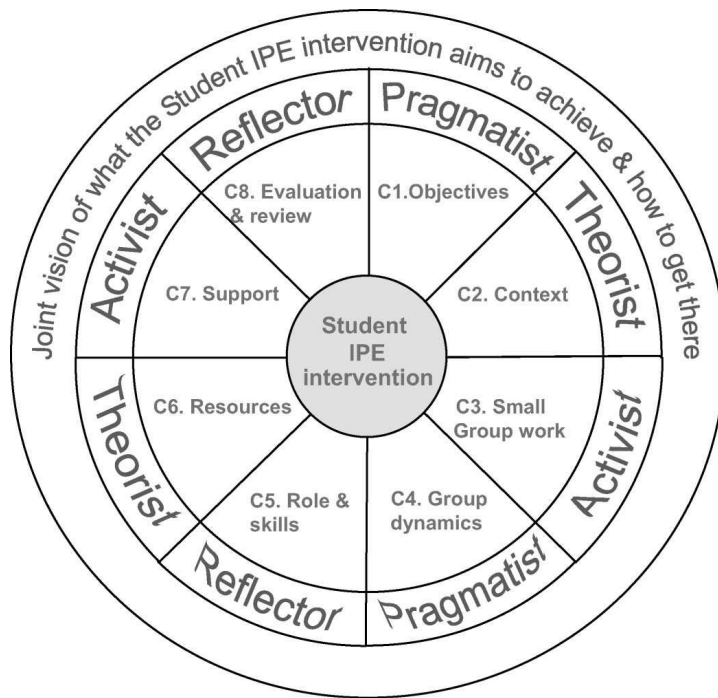 Joint vision of what the Student IPE intervention aims to achieve & how to get there
Reflector
Pragmatist
Theorist
Activist
Pragmatist
Reflector
Theorist
Activist
C8. Evaluation
& review
C1.Objectives
C2. Context
C3. Small
Group work
C4. Group
dynamics
C5. Role &
skills
C6. Resources
C7. Support
Student
IPE
intervention